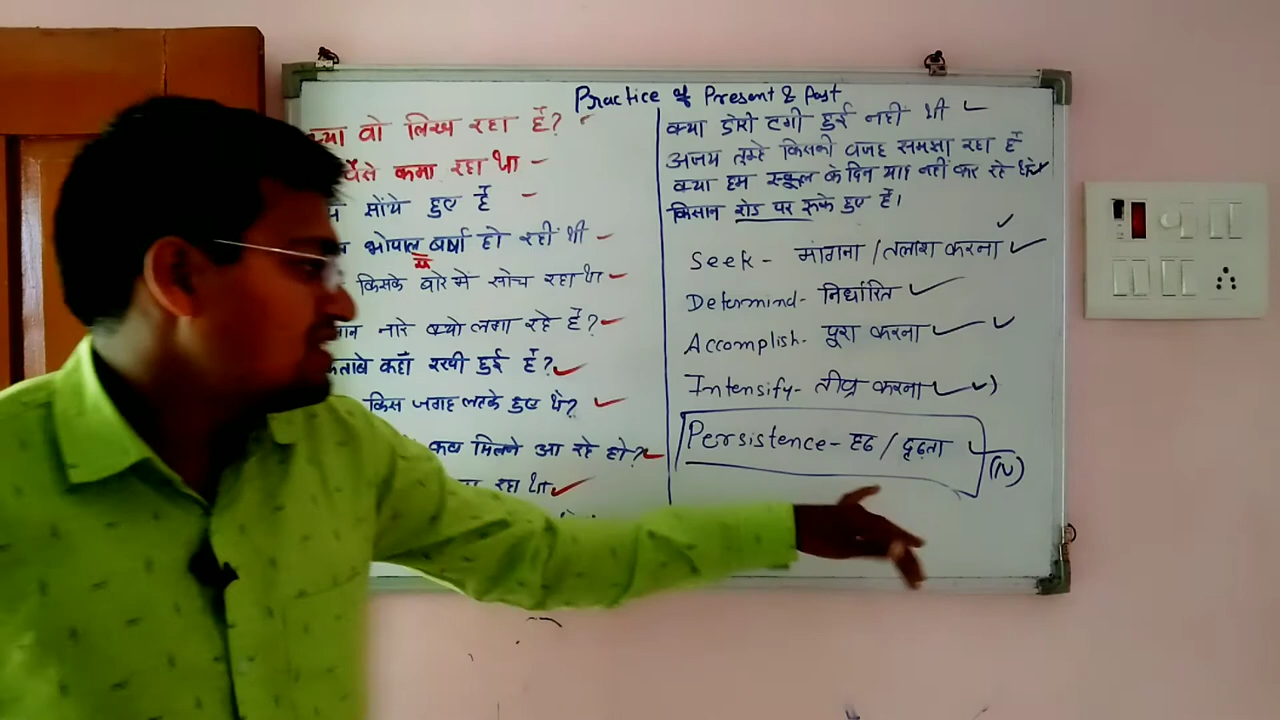 Practice of Present & Past
क्या वो लिख रहा है?
पैसे कमा रहा था
सोये हुए है
भोपाल में बर्षा हो रही थी
किसके बारे में सोच रहा था
नारे क्यो लगा रहे है?
कहाँ रखी हुई है?
किस जगह लटके हुए थे?
कब मिलने आ रहे हो?
रहा था
क्या डोरी टंगी हुई नहीं थी
अजय तुम्हे किसकी वजह समझा रहा है
क्या हम स्कूल के दिन याद नहीं कर रहे थे
किसान रोड पर रूके हुए है।
Seek - मांगना / तलाश करना
Determind - निर्धारित
Accomplish - पूरा करना
Intensify - तीव्र करना
Persistence - हठ / दृढ़ता
(N)